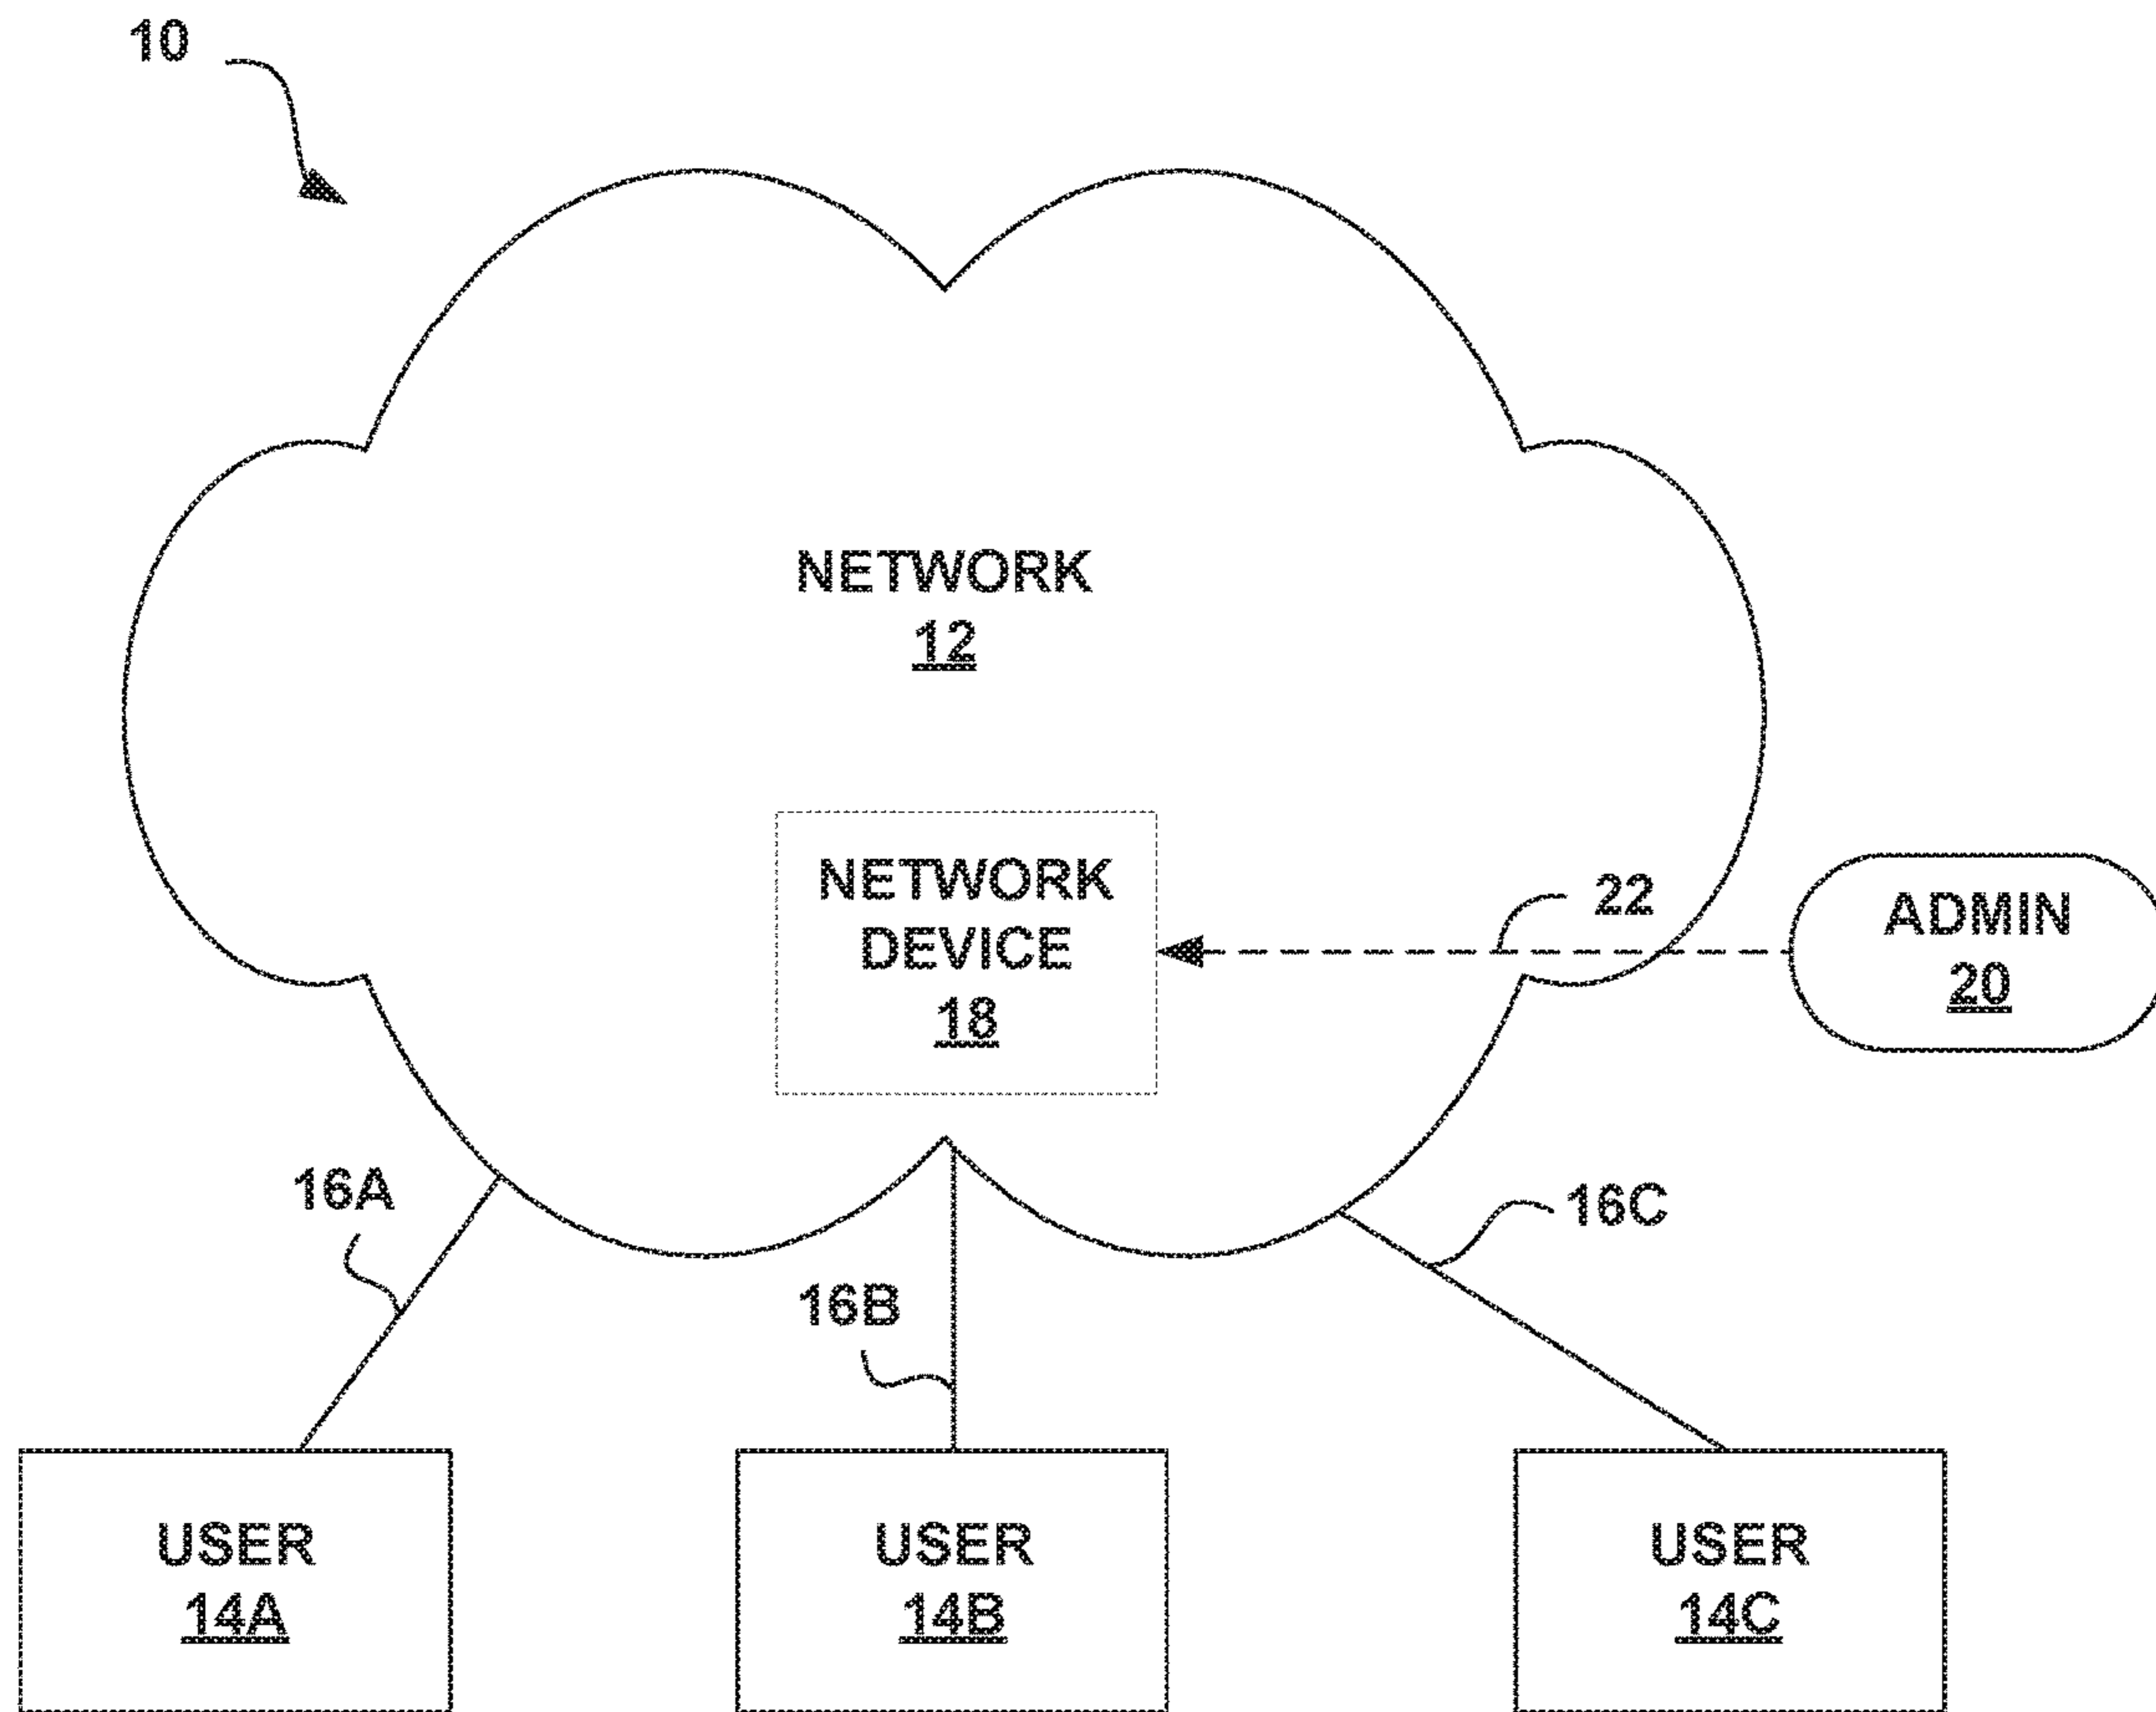 10
NETWORK
12
NETWORK
DEVICE
18
22
ADMIN
20
16A
16B
16C
USER
14A
USER
14B
USER
14C